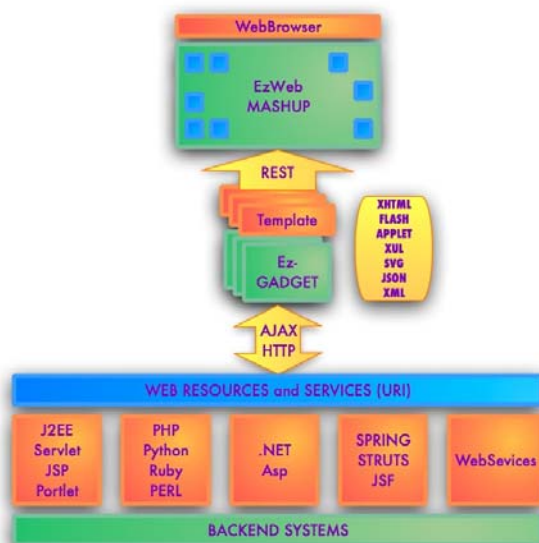 WebBrowser
EzWeb
MASHUP
REST
Template
Ez-
GADGET
XHTML
FLASH
APPLET
XUL
SVG
JSON
XML
AJAX
HTTP
WEB RESOURCES and SERVICES (URI)
J2EE
Servlet
JSP
Portlet
PHP
Python
Ruby
PERL
.NET
Asp
SPRING
STRUTS
JSF
WebSevices
BACKEND SYSTEMS